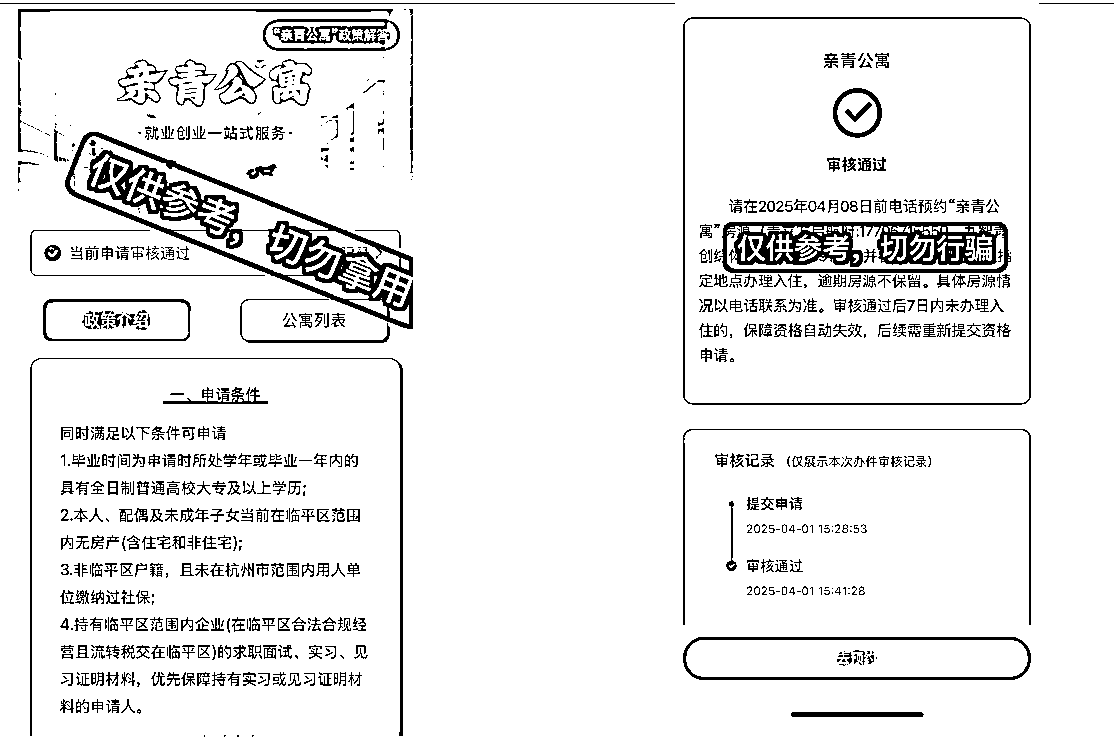 “亲青公寓”政策解答
亲青公寓
·就业创业一站式服务·
仅供参考，切勿拿用
当前申请审核通过
政策介绍
公寓列表
一、申请条件
同时满足以下条件可申请
1.毕业时间为申请时所处学年或毕业一年内的
具有全日制普通高校大专及以上学历;
2.本人、配偶及未成年子女当前在临平区范围
内无房产(含住宅和非住宅);
3.非临平区户籍，且未在杭州市范围内用人单
位缴纳过社保;
4.持有临平区范围内企业(在临平区合法合规经
营且流转税交在临平区)的求职面试、实习、见
习证明材料，优先保障持有实习或见习证明材
料的申请人。
亲青公寓
审核通过
请在2025年04月08日前电话预约“亲青公
寓”房源
仅供参考，切勿行骗
创结
并
指
定地点办理入住，逾期房源不保留。具体房源情
况以电话联系为准。审核通过后7日内未办理入
住的，保障资格自动失效，后续需重新提交资格
申请。
审核记录（仅展示本次办件审核记录）
提交申请
2025-04-01 15:28:53
审核通过
2025-04-01 15:41:28
去预约